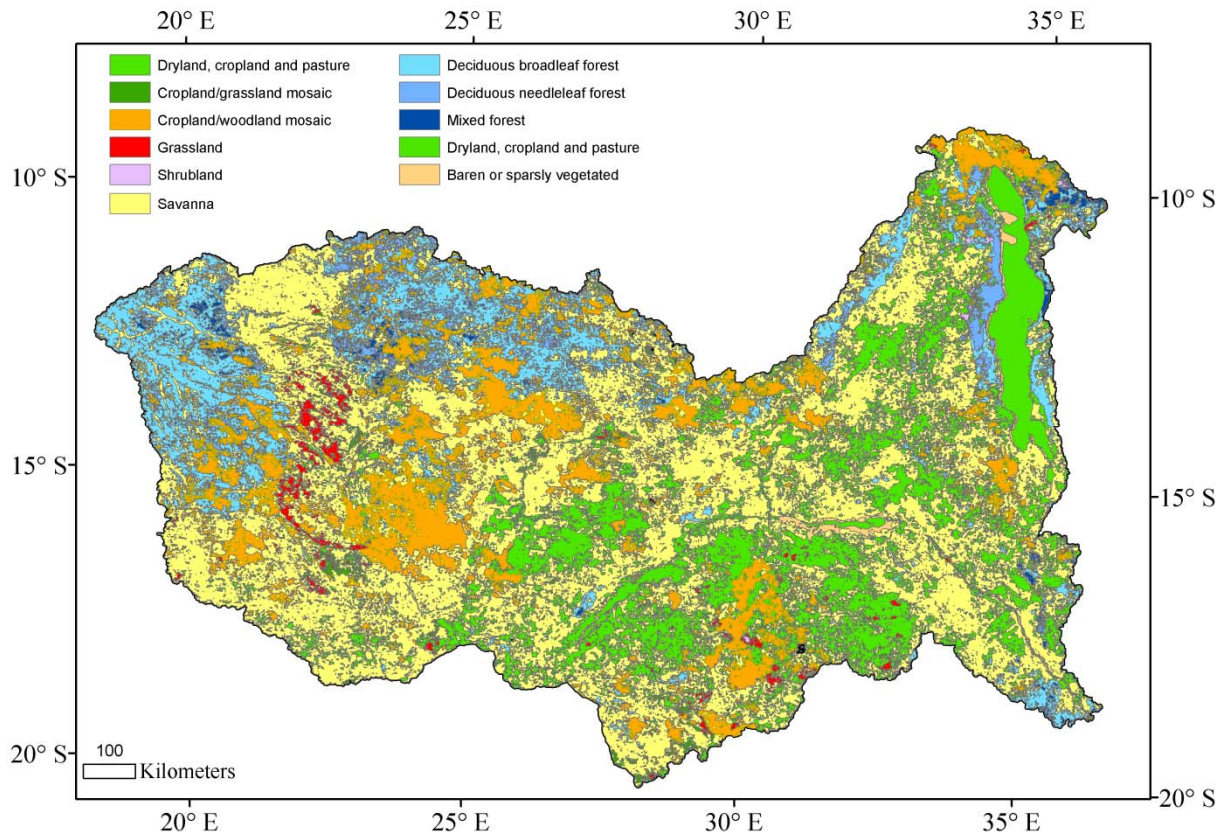 20° E 25° E 30° E 35° E
Dryland, cropland and pasture
Cropland/grassland mosaic
Cropland/woodland mosaic
Grassland
Shrubland
Savanna
Deciduous broadleaf forest
Deciduous needleleaf forest
Mixed forest
Dryland, cropland and pasture
Baren or sparsly vegetated
10° S 10° S
15° S 15° S
20° S 20° S
100
Kilometers
20° E 25° E 30° E 35° E